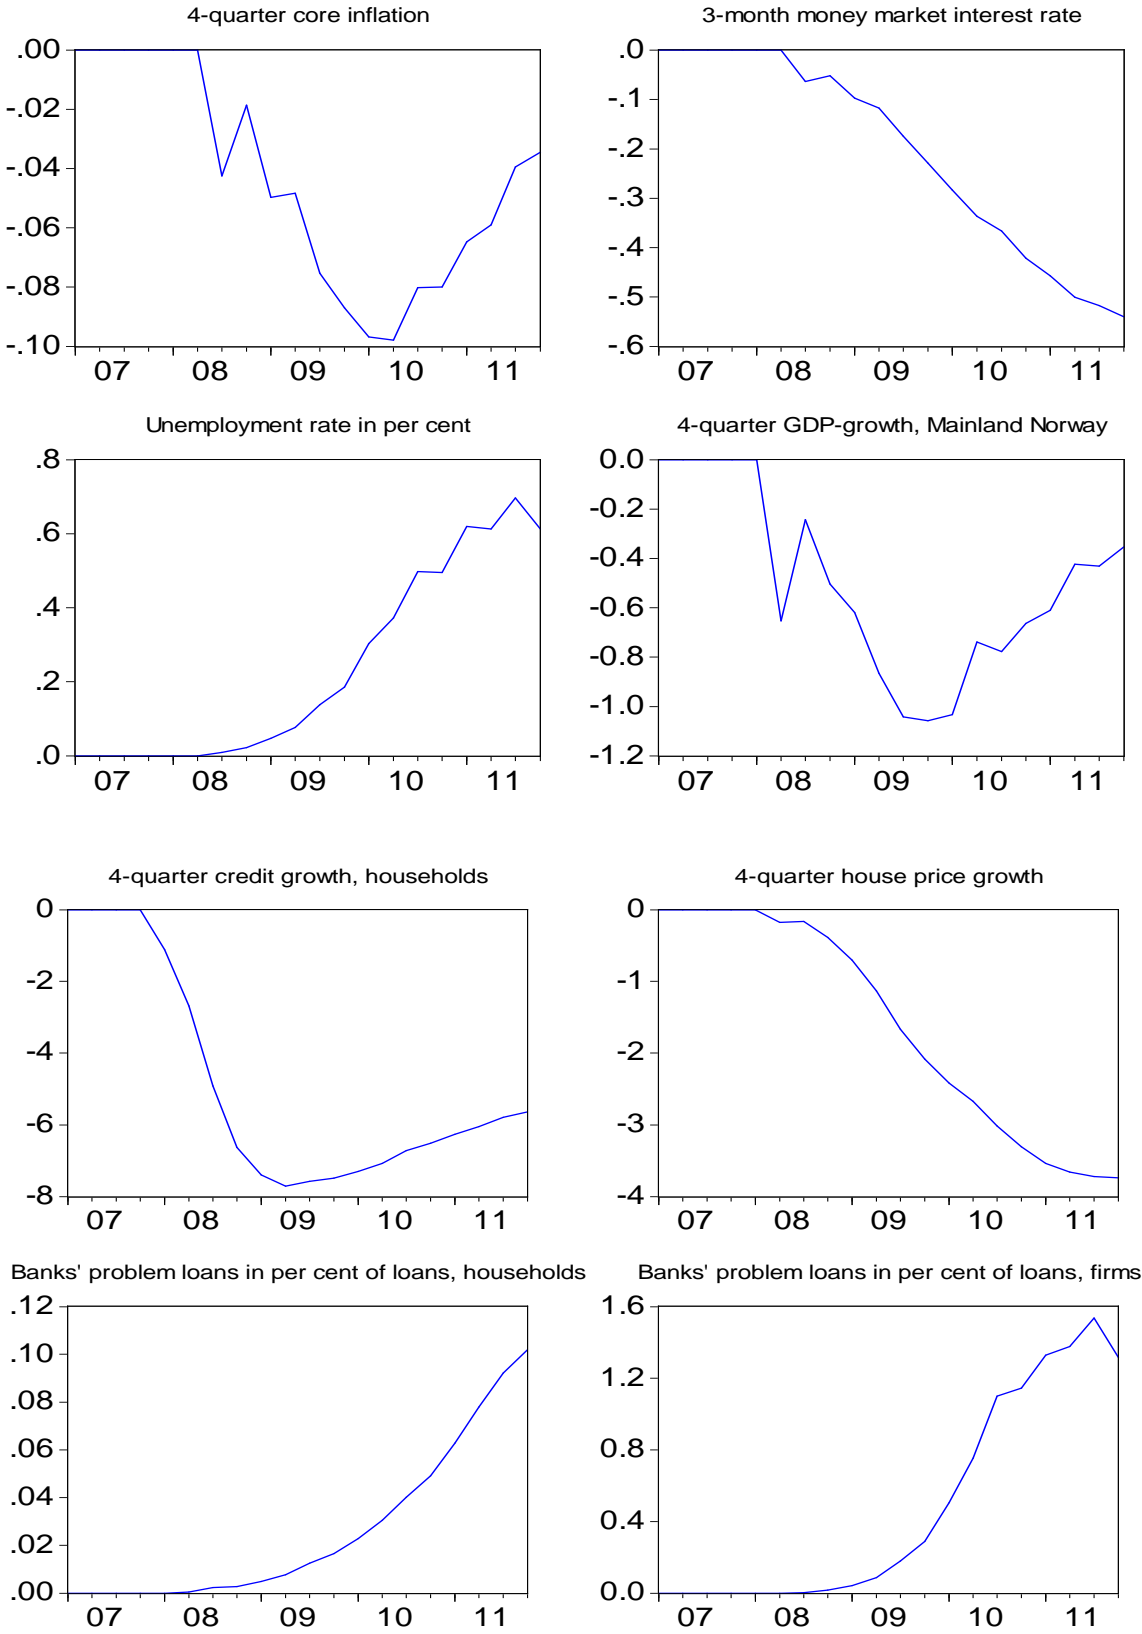 4-quarter core inflation
.00
-.02
-.04
-.06
-.08
-.10
07 08 09 10 11
3-month money market interest rate
.0
-.1
-.2
-.3
-.4
-.5
-.6
07 08 09 10 11
Unemployment rate in per cent
.8
.6
.4
.2
.0
07 08 09 10 11
4-quarter GDP-growth, Mainland Norway
0.0
-0.2
-0.4
-0.6
-0.8
-1.0
-1.2
07 08 09 10 11
4-quarter credit growth, households
0
-2
-4
-6
-8
07 08 09 10 11
4-quarter house price growth
0
-1
-2
-3
-4
07 08 09 10 11
Banks' problem loans in per cent of loans, households
.12
.10
.08
.06
.04
.02
.00
07 08 09 10 11
Banks' problem loans in per cent of loans, firms
1.6
1.2
0.8
0.4
0.0
07 08 09 10 11